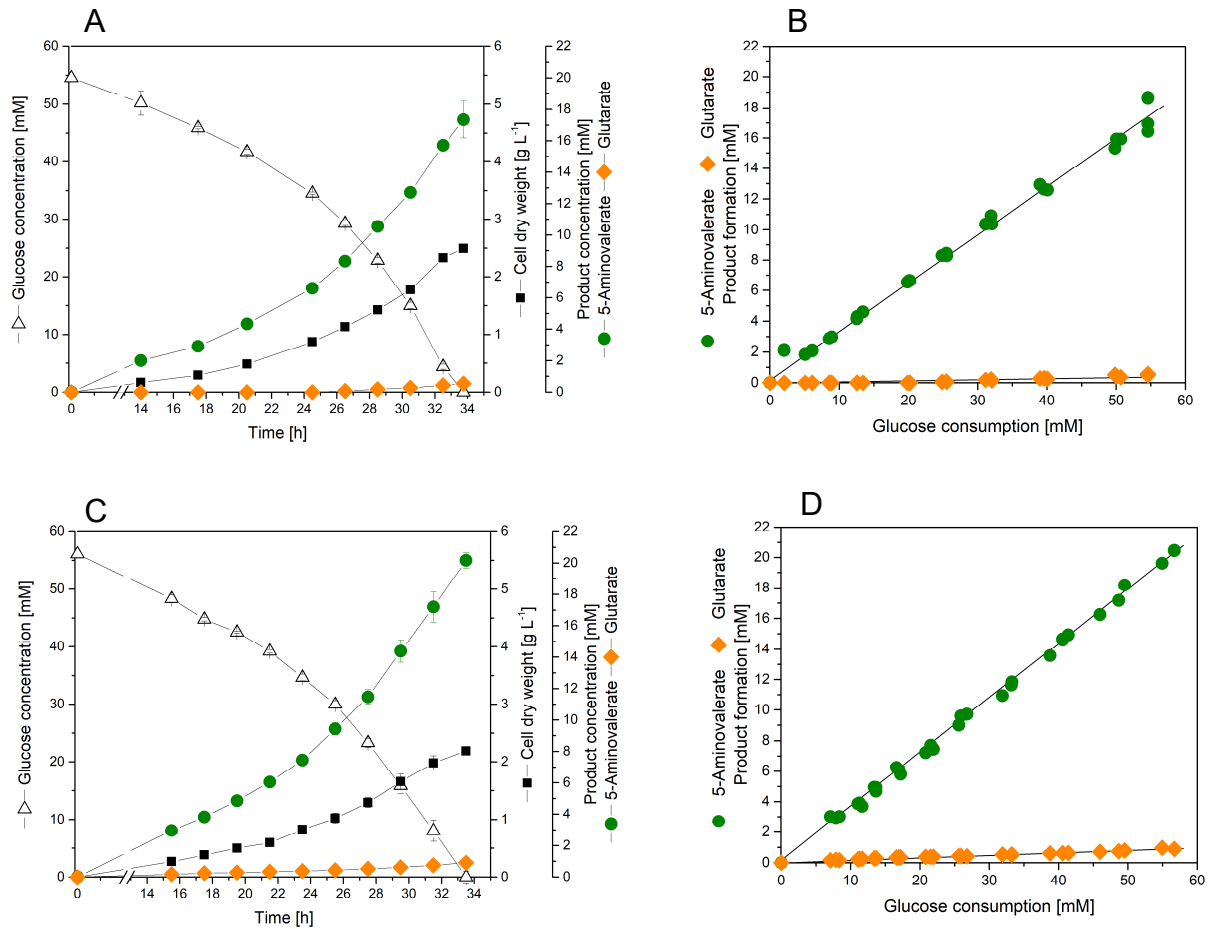 A
60
50
40
30
20
10
0
Glucose concentration [mM]
6
5
4
3
2
1
0
Cell dry weight [g L⁻¹]
22
20
18
16
14
12
10
8
6
4
2
0
Product concentration [mM]
5-Aminovalerate
Glutarate
0 14 16 18 20 22 24 26 28 30 32 34
Time [h]
B
22
20
18
16
14
12
10
8
6
4
2
0
5-Aminovalerate
Glutarate
Product formation [mM]
0 10 20 30 40 50 60
Glucose consumption [mM]
C
60
50
40
30
20
10
0
Glucose concentration [mM]
6
5
4
3
2
1
0
Cell dry weight [g L⁻¹]
22
20
18
16
14
12
10
8
6
4
2
0
Product concentration [mM]
5-Aminovalerate
Glutarate
0 14 16 18 20 22 24 26 28 30 32 34
Time [h]
D
22
20
18
16
14
12
10
8
6
4
2
0
5-Aminovalerate
Glutarate
Product formation [mM]
0 10 20 30 40 50 60
Glucose consumption [mM]